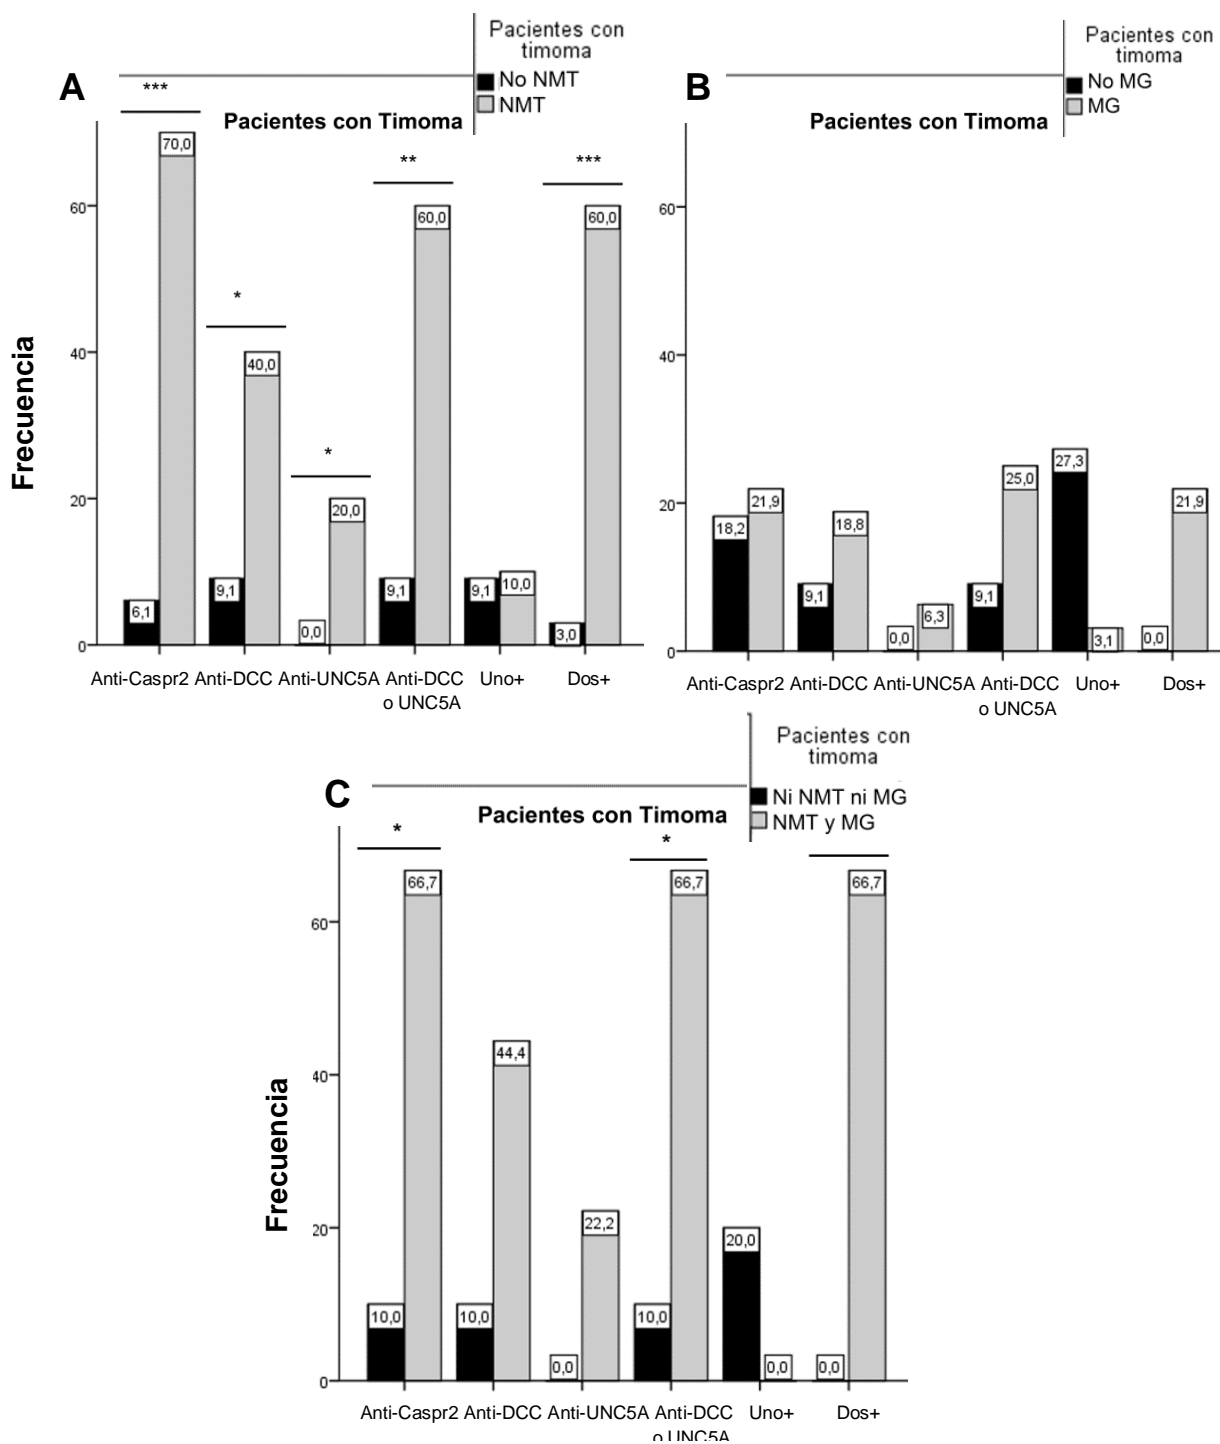 A
Pacientes con
timoma
No NMT
NMT
Pacientes con Timoma
***
*
*
**
***
Frecuencia
60
40
20
0
6,1
70,0
9,1
40,0
0,0
20,0
9,1
60,0
9,1
10,0
3,0
60,0
Anti-Caspr2 Anti-DCC Anti-UNC5A Anti-DCC Uno+ Dos+
o UNC5A
B
Pacientes con
timoma
No MG
MG
Pacientes con Timoma
60
40
20
0
18,2
21,9
9,1
18,8
0,0
6,3
9,1
25,0
27,3
3,1
0,0
21,9
Anti-Caspr2 Anti-DCC Anti-UNC5A Anti-DCC Uno+ Dos+
o UNC5A
C
Pacientes con
timoma
Ni NMT ni MG
NMT y MG
Pacientes con Timoma
*
*
Frecuencia
60
40
20
0
10,0
66,7
10,0
44,4
0,0
22,2
10,0
66,7
20,0
0,0
0,0
66,7
Anti-Caspr2 Anti-DCC Anti-UNC5A Anti-DCC Uno+ Dos+
o UNC5A